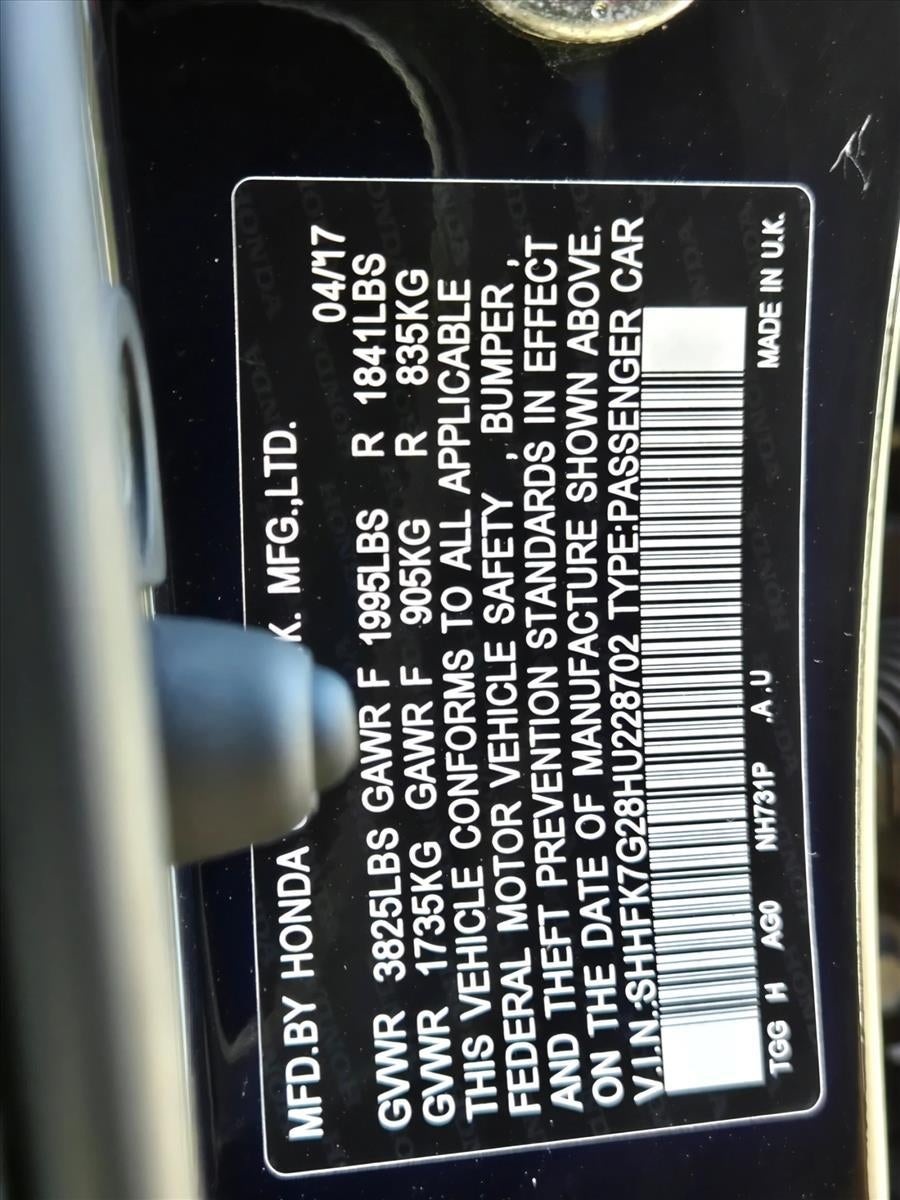 MFD.BY HONDA K. MFG.,LTD.
04/'17
GVWR 3825LBS GAWR F 1995LBS R 1841LBS
GVWR 1735KG GAWR F 905KG R 835KG
THIS VEHICLE CONFORMS TO ALL APPLICABLE
FEDERAL MOTOR VEHICLE SAFETY , BUMPER ,
AND THEFT PREVENTION STANDARDS IN EFFECT
ON THE DATE OF MANUFACTURE SHOWN ABOVE.
V.I.N.:SHHFK7G28HU228702 TYPE:PASSENGER CAR
TGG H AG0 NH731P .A.U MADE IN U.K.